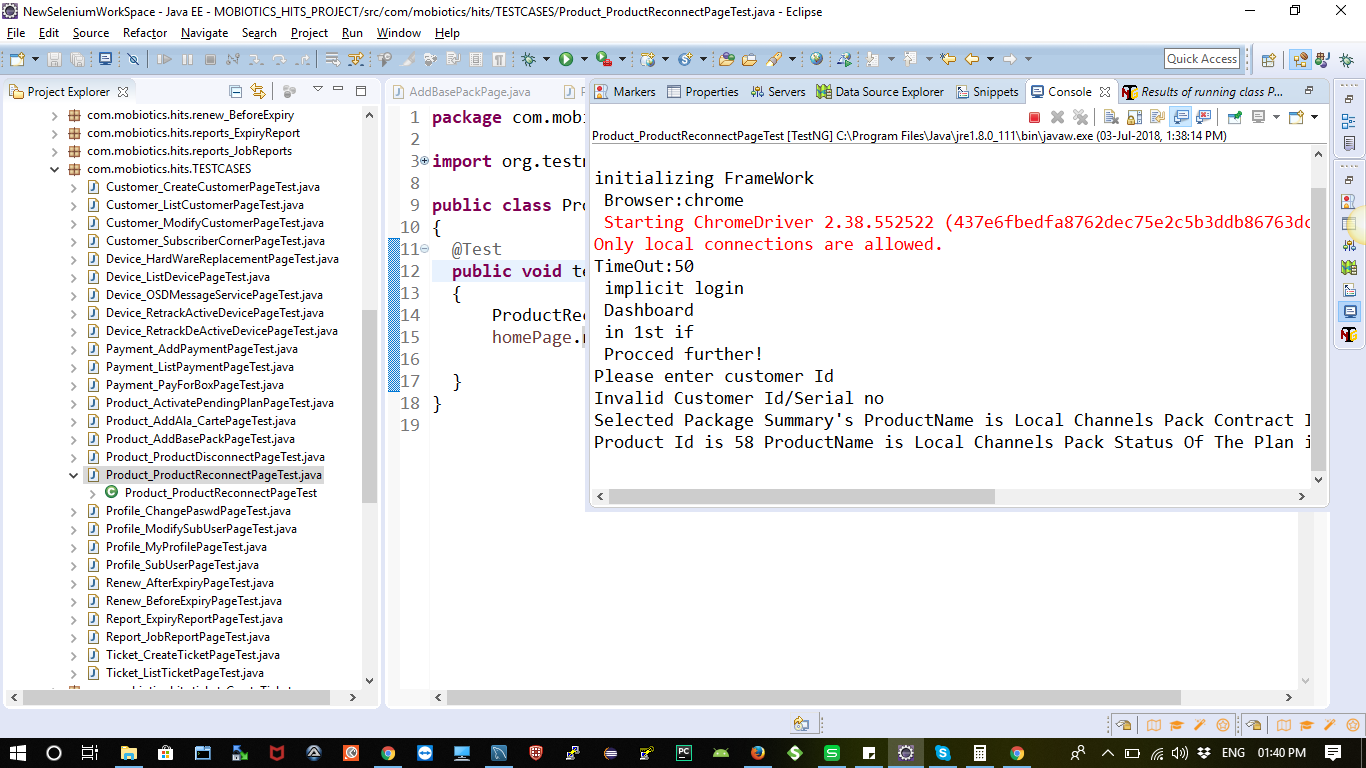 NewSeleniumWorkSpace - Java EE - MOBIOTICS_HITS_PROJECT/src/com/mobiotics/hits/TESTCASES/Product_ProductReconnectPageTest.java - Eclipse
File Edit Source Refactor Navigate Search Project Run Window Help
Quick Access
Project Explorer
com.mobiotics.hits.renew_BeforeExpiry
com.mobiotics.hits.reports_ExpiryReport
com.mobiotics.hits.reports_JobReports
com.mobiotics.hits.TESTCASES
Customer_CreateCustomerPageTest.java
Customer_ListCustomerPageTest.java
Customer_ModifyCustomerPageTest.java
Customer_SubscriberCornerPageTest.java
Device_HardWareReplacementPageTest.java
Device_ListDevicePageTest.java
Device_OSDMessageServicePageTest.java
Device_RetrackActiveDevicePageTest.java
Device_RetrackDeActiveDevicePageTest.java
Payment_AddPaymentPageTest.java
Payment_ListPaymentPageTest.java
Payment_PayForBoxPageTest.java
Product_ActivatePendingPlanPageTest.java
Product_AddAla_CartePageTest.java
Product_AddBasePackPageTest.java
Product_ProductDisconnectPageTest.java
Product_ProductReconnectPageTest.java
Product_ProductReconnectPageTest
Profile_ChangePaswdPageTest.java
Profile_ModifySubUserPageTest.java
Profile_MyProfilePageTest.java
Profile_SubUserPageTest.java
Renew_AfterExpiryPageTest.java
Renew_BeforeExpiryPageTest.java
Report_ExpiryReportPageTest.java
Report_JobReportPageTest.java
Ticket_CreateTicketPageTest.java
Ticket_ListTicketPageTest.java
AddBasePackPage.java
1 package com.mobi
2
3 import org.testn
8
9 public class Pro
10 {
11 @Test
12 public void te
13 {
14 ProductRec
15 homePage.
16
17 }
18 }
19
Markers Properties Servers Data Source Explorer Snippets Console Results of running class P...
Product_ProductReconnectPageTest [TestNG] C:\Program Files\Java\jre1.8.0_111\bin\javaw.exe (03-Jul-2018, 1:38:14 PM)
initializing FrameWork
Browser:chrome
Starting ChromeDriver 2.38.552522 (437e6fbedfa8762dec75e2c5b3ddb86763dc
Only local connections are allowed.
TimeOut:50
implicit login
Dashboard
in 1st if
Procced further!
Please enter customer Id
Invalid Customer Id/Serial no
Selected Package Summary's ProductName is Local Channels Pack Contract I
Product Id is 58 ProductName is Local Channels Pack Status Of The Plan i
ENG 01:40 PM